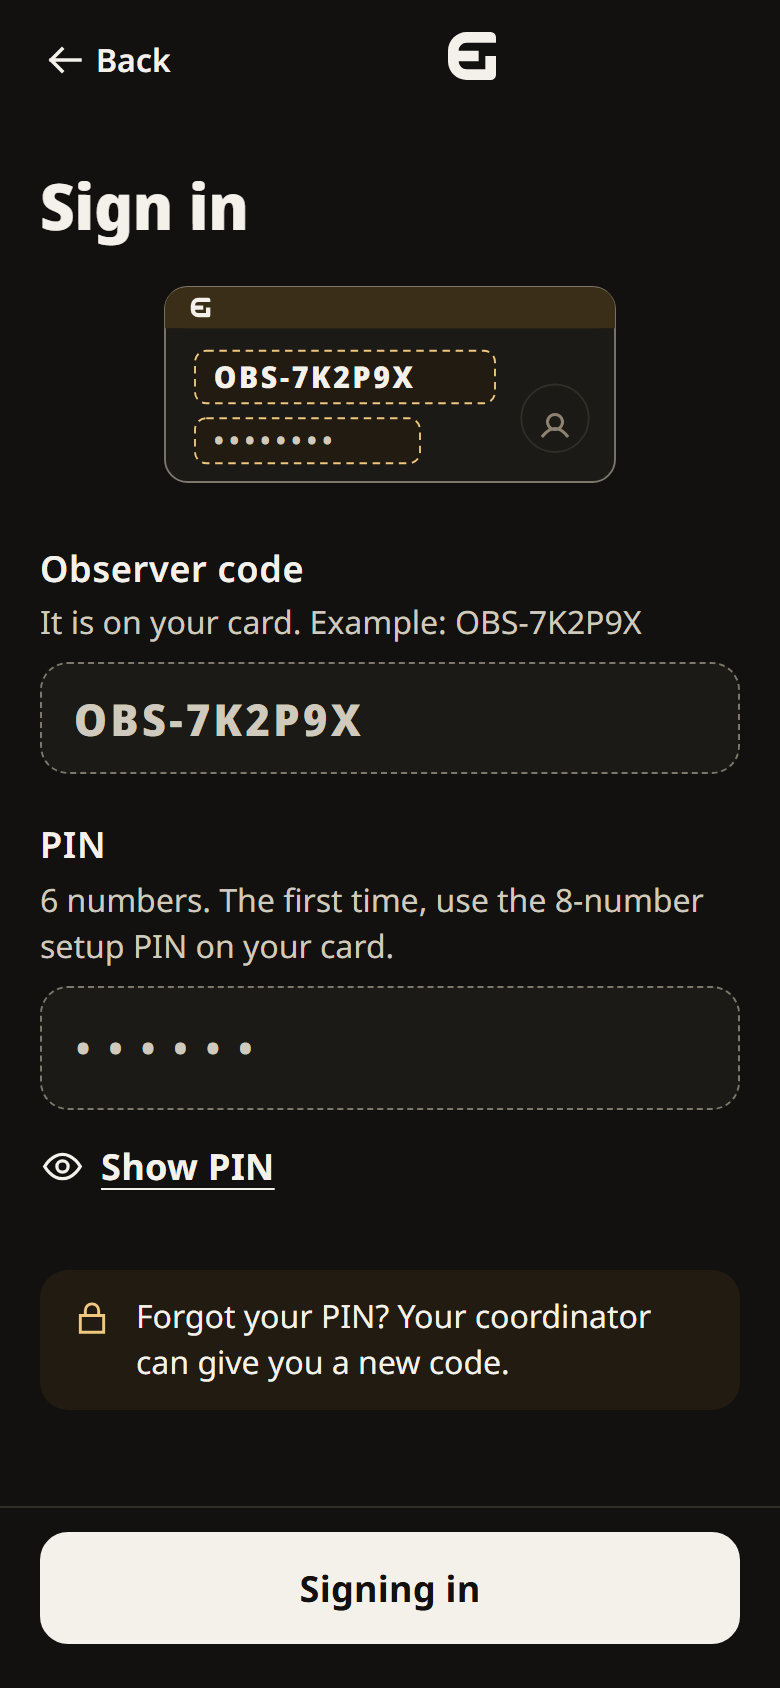 Back
Sign in
OBS-7K2P9X
••••••••
Observer code
It is on your card. Example: OBS-7K2P9X
OBS-7K2P9X
PIN
6 numbers. The first time, use the 8-number
setup PIN on your card.
••••••
Show PIN
Forgot your PIN? Your coordinator
can give you a new code.
Signing in